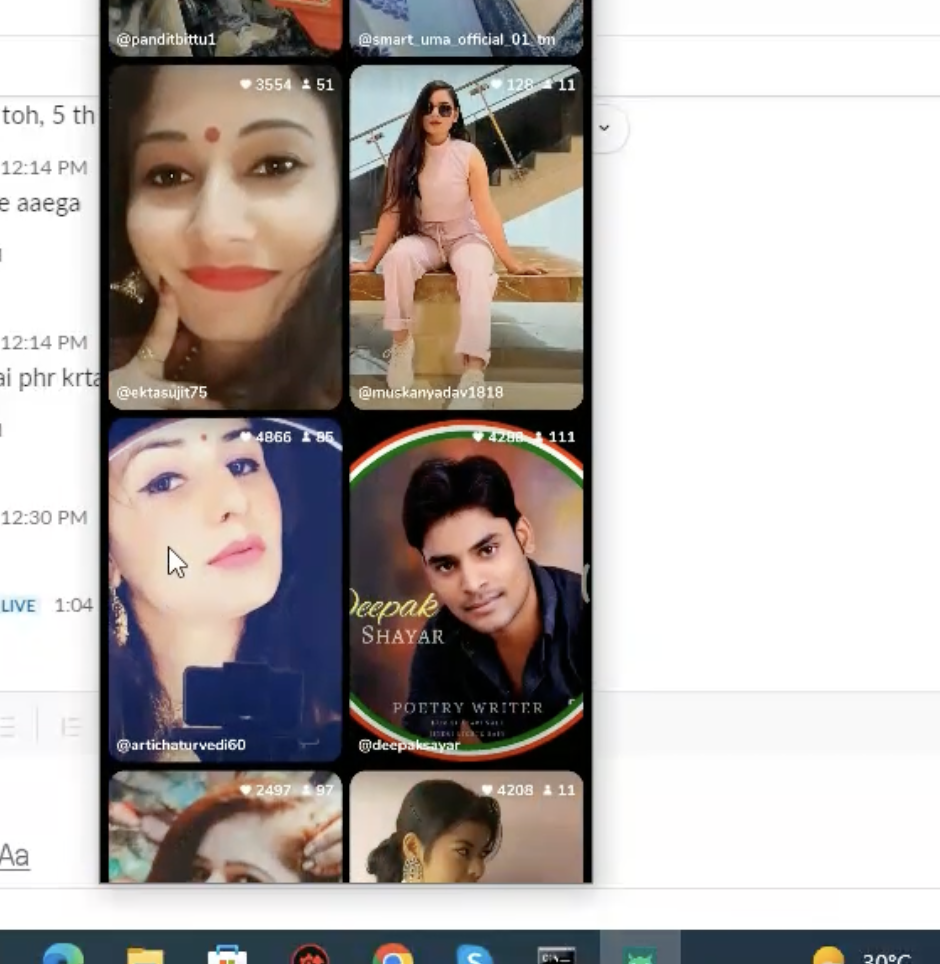 @panditbittu1
@smart_uma_official_01_tm
3554 51
128 11
toh, 5 th
12:14 PM
e aaega
@ektasujit75
@muskanyadav1818
12:14 PM
ai phr krta
4866 85
4288 111
12:30 PM
Deepak
SHAYAR
LIVE 1:04
POETRY WRITER
@artichaturvedi60
@deepaksayar
2497 97
4208 11
Aa
30°C